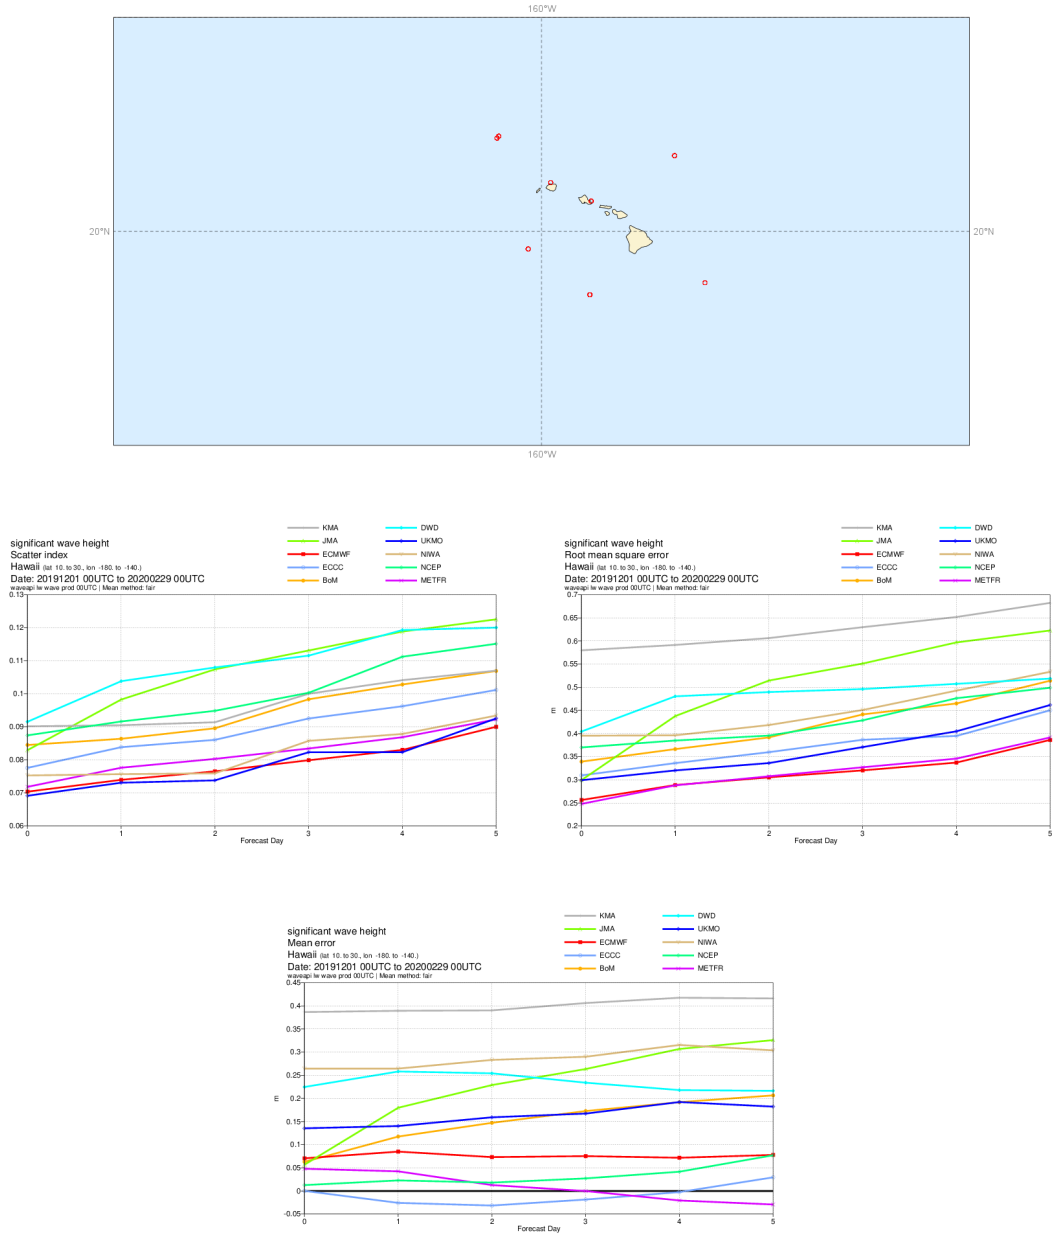 160°W
20°N
20°N
160°W
KMA
DWD
JMA
UKMO
ECMWF
NIWA
ECCC
NCEP
BoM
METFR
significant wave height
Scatter index
Hawaii (lat 10. to 30., lon -180. to -140.)
Date: 20191201 00UTC to 20200229 00UTC
waveapi lw wave prod 00UTC | Mean method: fair
0.13
0.12
0.11
0.1
0.09
0.08
0.07
0.06
0 1 2 3 4 5
Forecast Day
KMA
DWD
JMA
UKMO
ECMWF
NIWA
ECCC
NCEP
BoM
METFR
significant wave height
Root mean square error
Hawaii (lat 10. to 30., lon -180. to -140.)
Date: 20191201 00UTC to 20200229 00UTC
waveapi lw wave prod 00UTC | Mean method: fair
0.7
0.65
0.6
0.55
0.5
0.45
0.4
0.35
0.3
0.25
0.2
m
0 1 2 3 4 5
Forecast Day
KMA
DWD
JMA
UKMO
ECMWF
NIWA
ECCC
NCEP
BoM
METFR
significant wave height
Mean error
Hawaii (lat 10. to 30., lon -180. to -140.)
Date: 20191201 00UTC to 20200229 00UTC
waveapi lw wave prod 00UTC | Mean method: fair
0.45
0.4
0.35
0.3
0.25
0.2
0.15
0.1
0.05
0
-0.05
m
0 1 2 3 4 5
Forecast Day